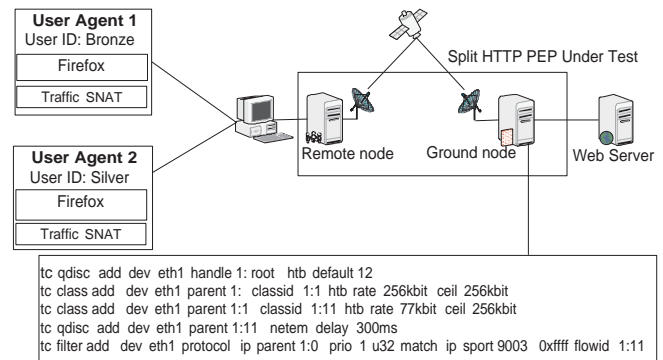 User Agent 1
User ID: Bronze
Firefox
Traffic SNAT
Split HTTP PEP Under Test
Remote node
Ground node
Web Server
User Agent 2
User ID: Silver
Firefox
Traffic SNAT
tc qdisc add dev eth1 handle 1: root htb default 12
tc class add dev eth1 parent 1: classid 1:1 htb rate 256kbit ceil 256kbit
tc class add dev eth1 parent 1:1 classid 1:11 htb rate 77kbit ceil 256kbit
tc qdisc add dev eth1 parent 1:11 netem delay 300ms
tc filter add dev eth1 protocol ip parent 1:0 prio 1 u32 match ip sport 9003 0xffff flowid 1:11